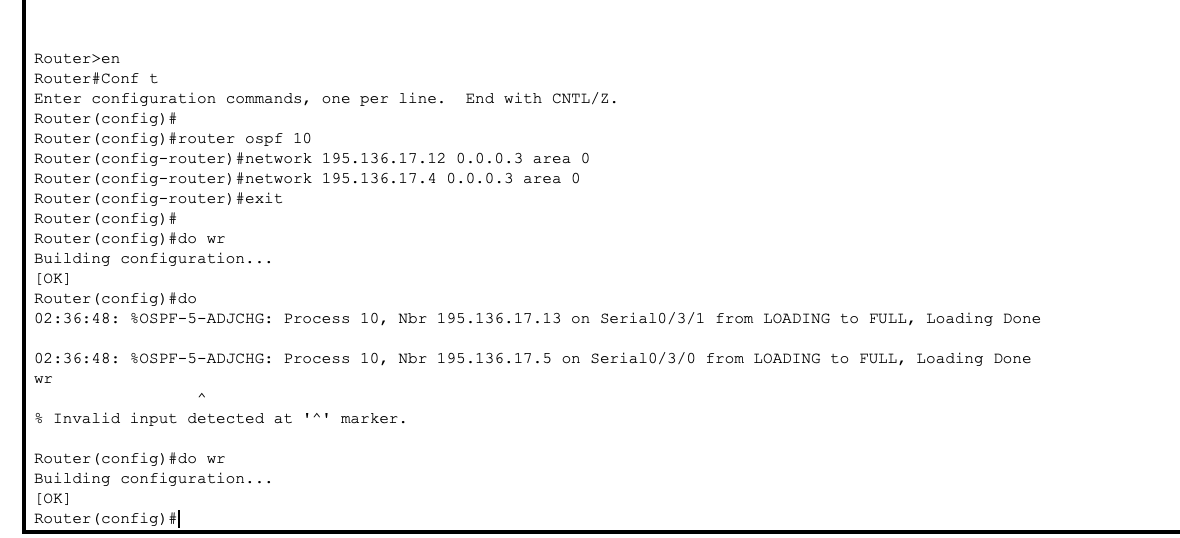 Router>en
Router#Conf t
Enter configuration commands, one per line.  End with CNTL/Z.
Router(config)#
Router(config)#router ospf 10
Router(config-router)#network 195.136.17.12 0.0.0.3 area 0
Router(config-router)#network 195.136.17.4 0.0.0.3 area 0
Router(config-router)#exit
Router(config)#
Router(config)#do wr
Building configuration...
[OK]
Router(config)#do
02:36:48: %OSPF-5-ADJCHG: Process 10, Nbr 195.136.17.13 on Serial0/3/1 from LOADING to FULL, Loading Done
02:36:48: %OSPF-5-ADJCHG: Process 10, Nbr 195.136.17.5 on Serial0/3/0 from LOADING to FULL, Loading Done
wr
^
% Invalid input detected at '^' marker.
Router(config)#do wr
Building configuration...
[OK]
Router(config)#